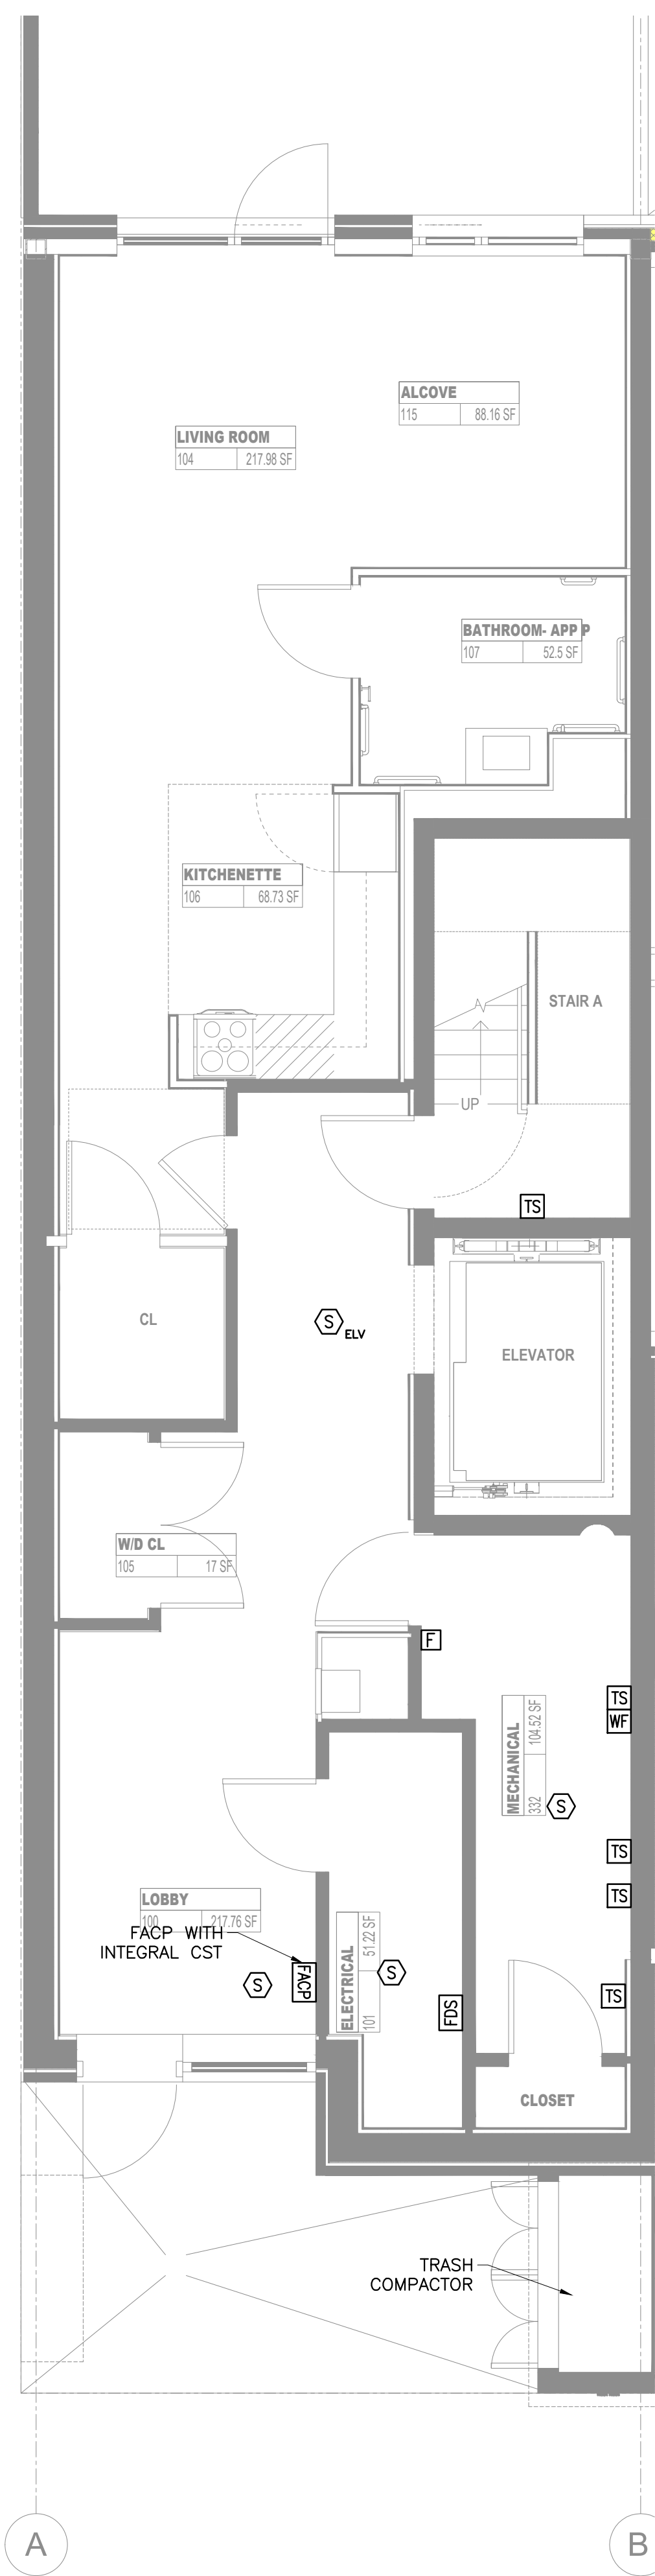 ALCOVE
115 88.16 SF
LIVING ROOM
104 217.98 SF
BATHROOM- APP P
107 52.5 SF
KITCHENETTE
106 68.73 SF
STAIR A
UP
TS
CL
S
ELV
ELEVATOR
W/D CL
105 17 SF
F
TS
WF
MECHANICAL
332 104.52 SF
S
TS
TS
LOBBY
100 217.76 SF
FACP WITH
INTEGRAL CST
S
FACP
ELECTRICAL
101 51.22 SF
S
FDS
TS
CLOSET
TRASH
COMPACTOR
A
B